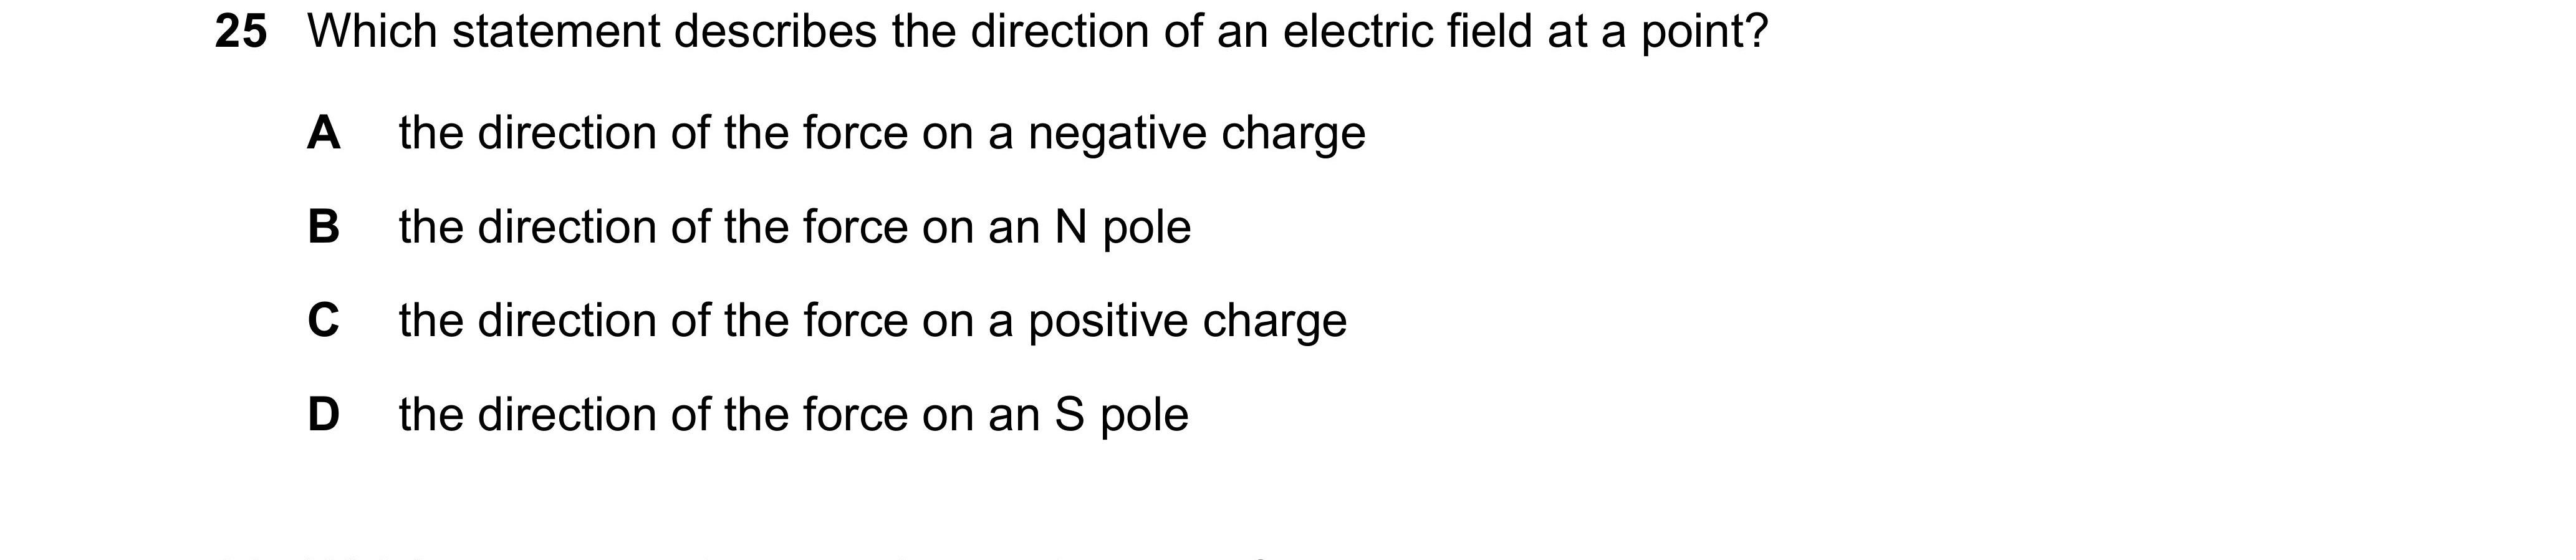 25 Which statement describes the direction of an electric field at a point?
A the direction of the force on a negative charge
B the direction of the force on an N pole
C the direction of the force on a positive charge
D the direction of the force on an S pole